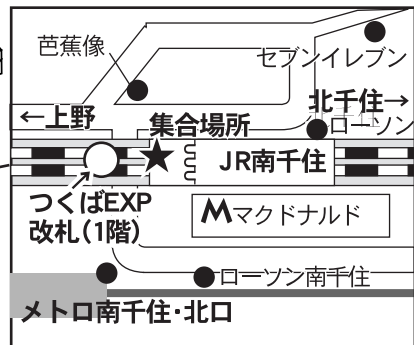 芭蕉像
セブンイレブン
←上野
集合場所
北千住→
ローソン
JR南千住
つくばEXP
改札(1階)
マクドナルド
ローソン南千住
メトロ南千住・北口